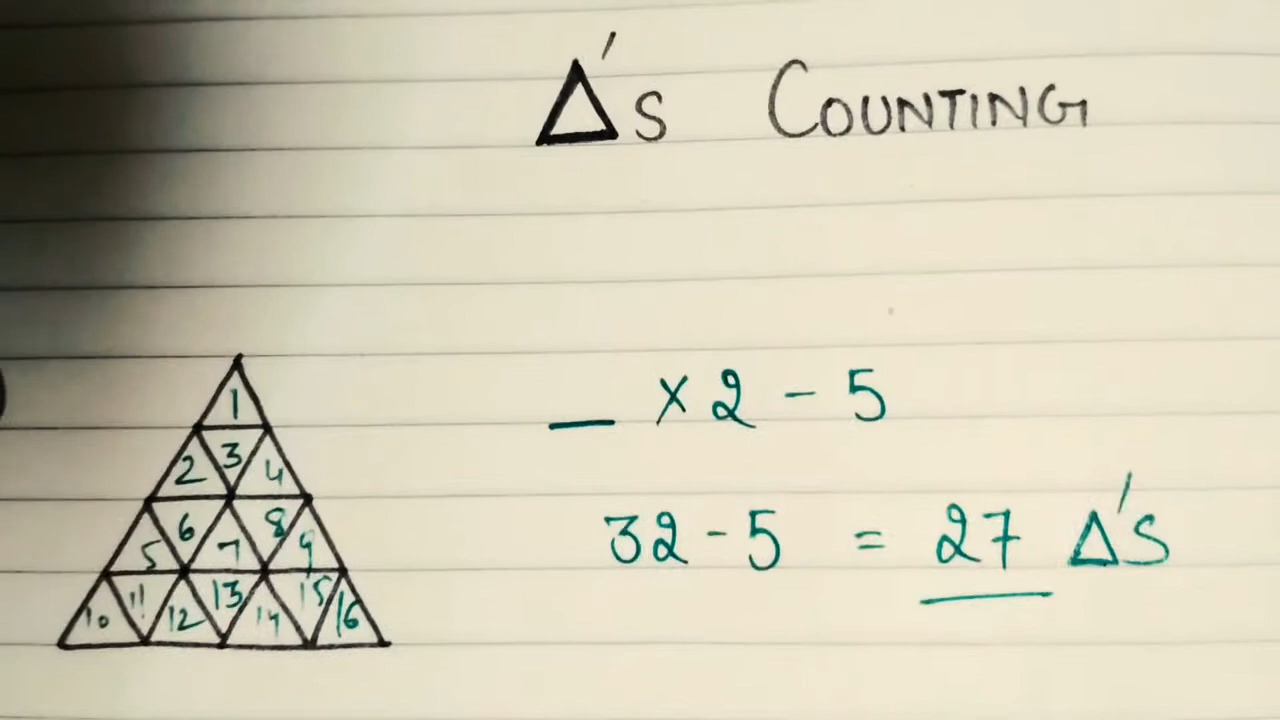 Δ's COUNTING
_ × 2 - 5
32 - 5 = 27 Δ's
1
2 3 4
5 6 7 8 9
10 11 12 13 14 15 16